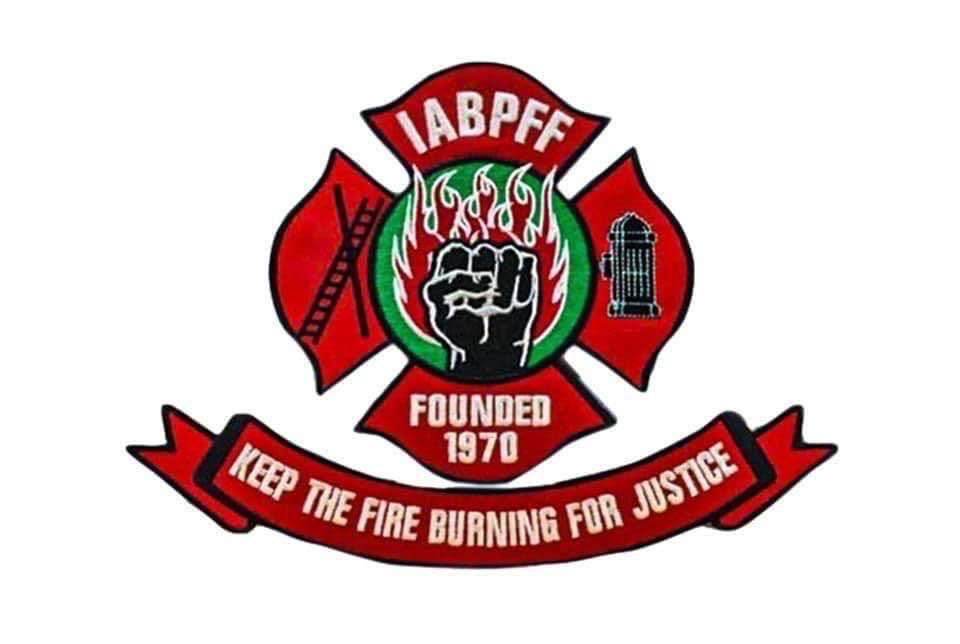 IABPFF
FOUNDED
1970
KEEP THE FIRE BURNING FOR JUSTICE